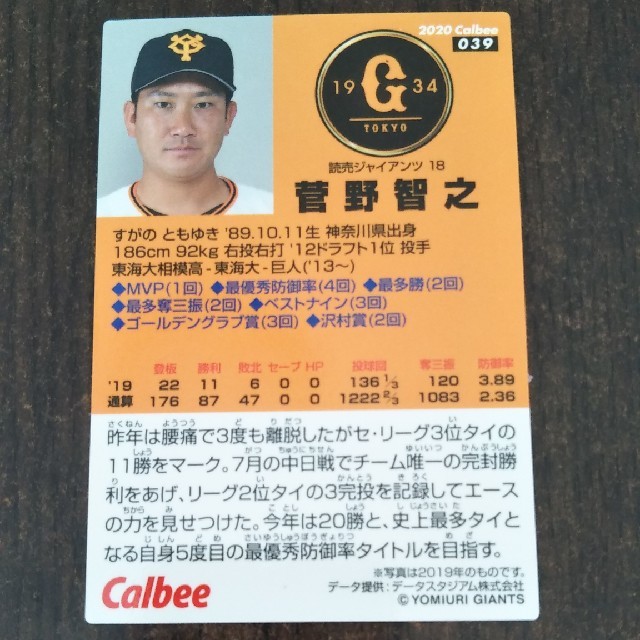 2020 Calbee
039
YG
19 G 34
TOKYO
読売ジャイアンツ 18
菅野智之
すがの ともゆき '89.10.11生 神奈川県出身
186cm 92kg 右投右打 '12ドラフト1位 投手
東海大相模高-東海大-巨人('13～)
◆MVP(1回) ◆最優秀防御率(4回) ◆最多勝(2回)
◆最多奪三振(2回) ◆ベストナイン(3回)
◆ゴールデングラブ賞(3回) ◆沢村賞(2回)
登板 勝利 敗北 セーブ HP 投球回 奪三振 防御率
'19 22 11 6 0 0 136 1/3 120 3.89
通算 176 87 47 0 0 1222 2/3 1083 2.36
昨年は腰痛で3度も離脱したがセ・リーグ3位タイの
11勝をマーク。7月の中日戦でチーム唯一の完封勝
利をあげ、リーグ2位タイの3完投を記録してエース
の力を見せつけた。今年は20勝と、史上最多タイと
なる自身5度目の最優秀防御率タイトルを目指す。
※写真は2019年のものです。
データ提供:データスタジアム株式会社
Calbee
©YOMIURI GIANTS